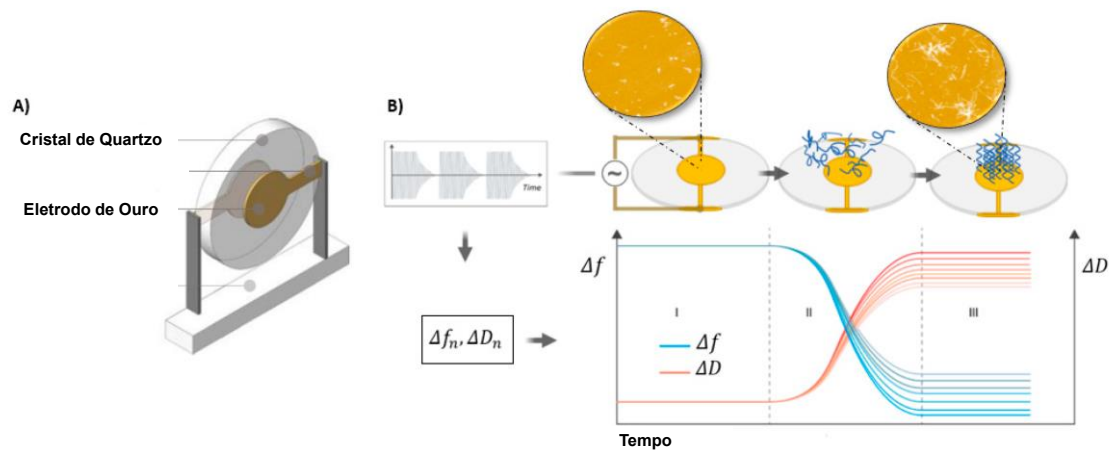 A)
Cristal de Quartzo
Eletrodo de Ouro
B)
Time
~
Δf
ΔD
I
II
III
Δfₙ, ΔDₙ
Δf
ΔD
Tempo